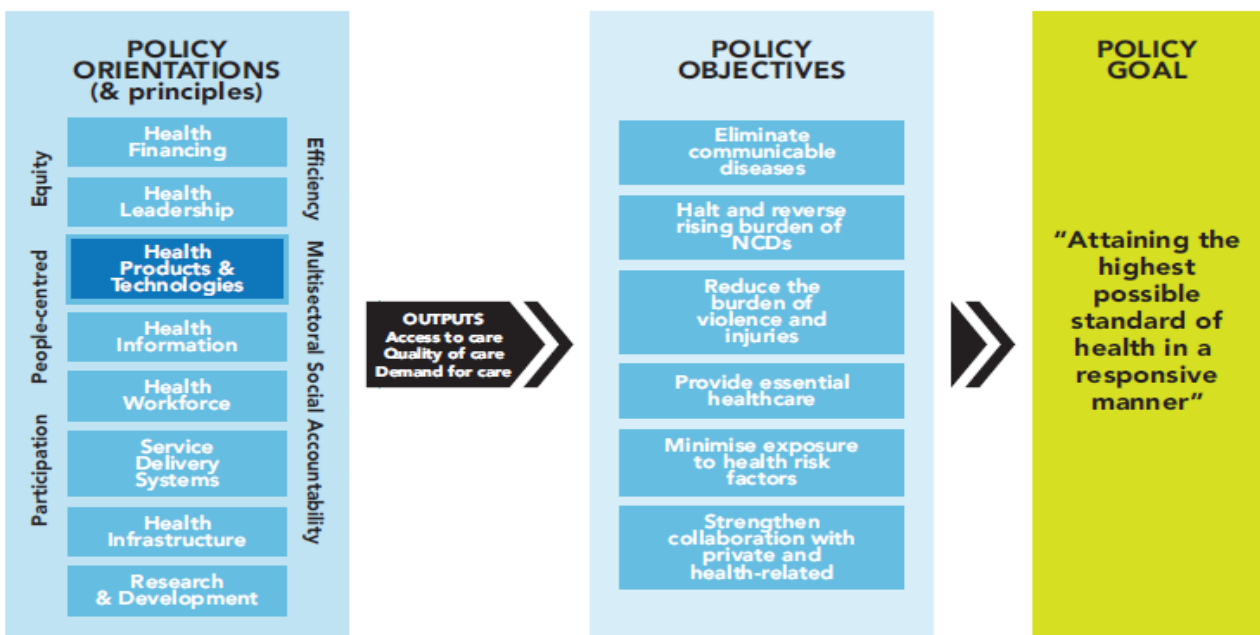 POLICY
ORIENTATIONS
(& principles)
Equity
People-centred
Participation
Health
Financing
Health
Leadership
Health
Products &
Technologies
Health
Information
Health
Workforce
Service
Delivery
Systems
Health
Infrastructure
Research
& Development
Efficiency
Multisectoral
Social Accountability
OUTPUTS
Access to care
Quality of care
Demand for care
POLICY
OBJECTIVES
Eliminate
communicable
diseases
Halt and reverse
rising burden of
NCDs
Reduce the
burden of
violence and
injuries
Provide essential
healthcare
Minimise exposure
to health risk
factors
Strengthen
collaboration with
private and
health-related
POLICY
GOAL
“Attaining the
highest
possible
standard of
health in a
responsive
manner”